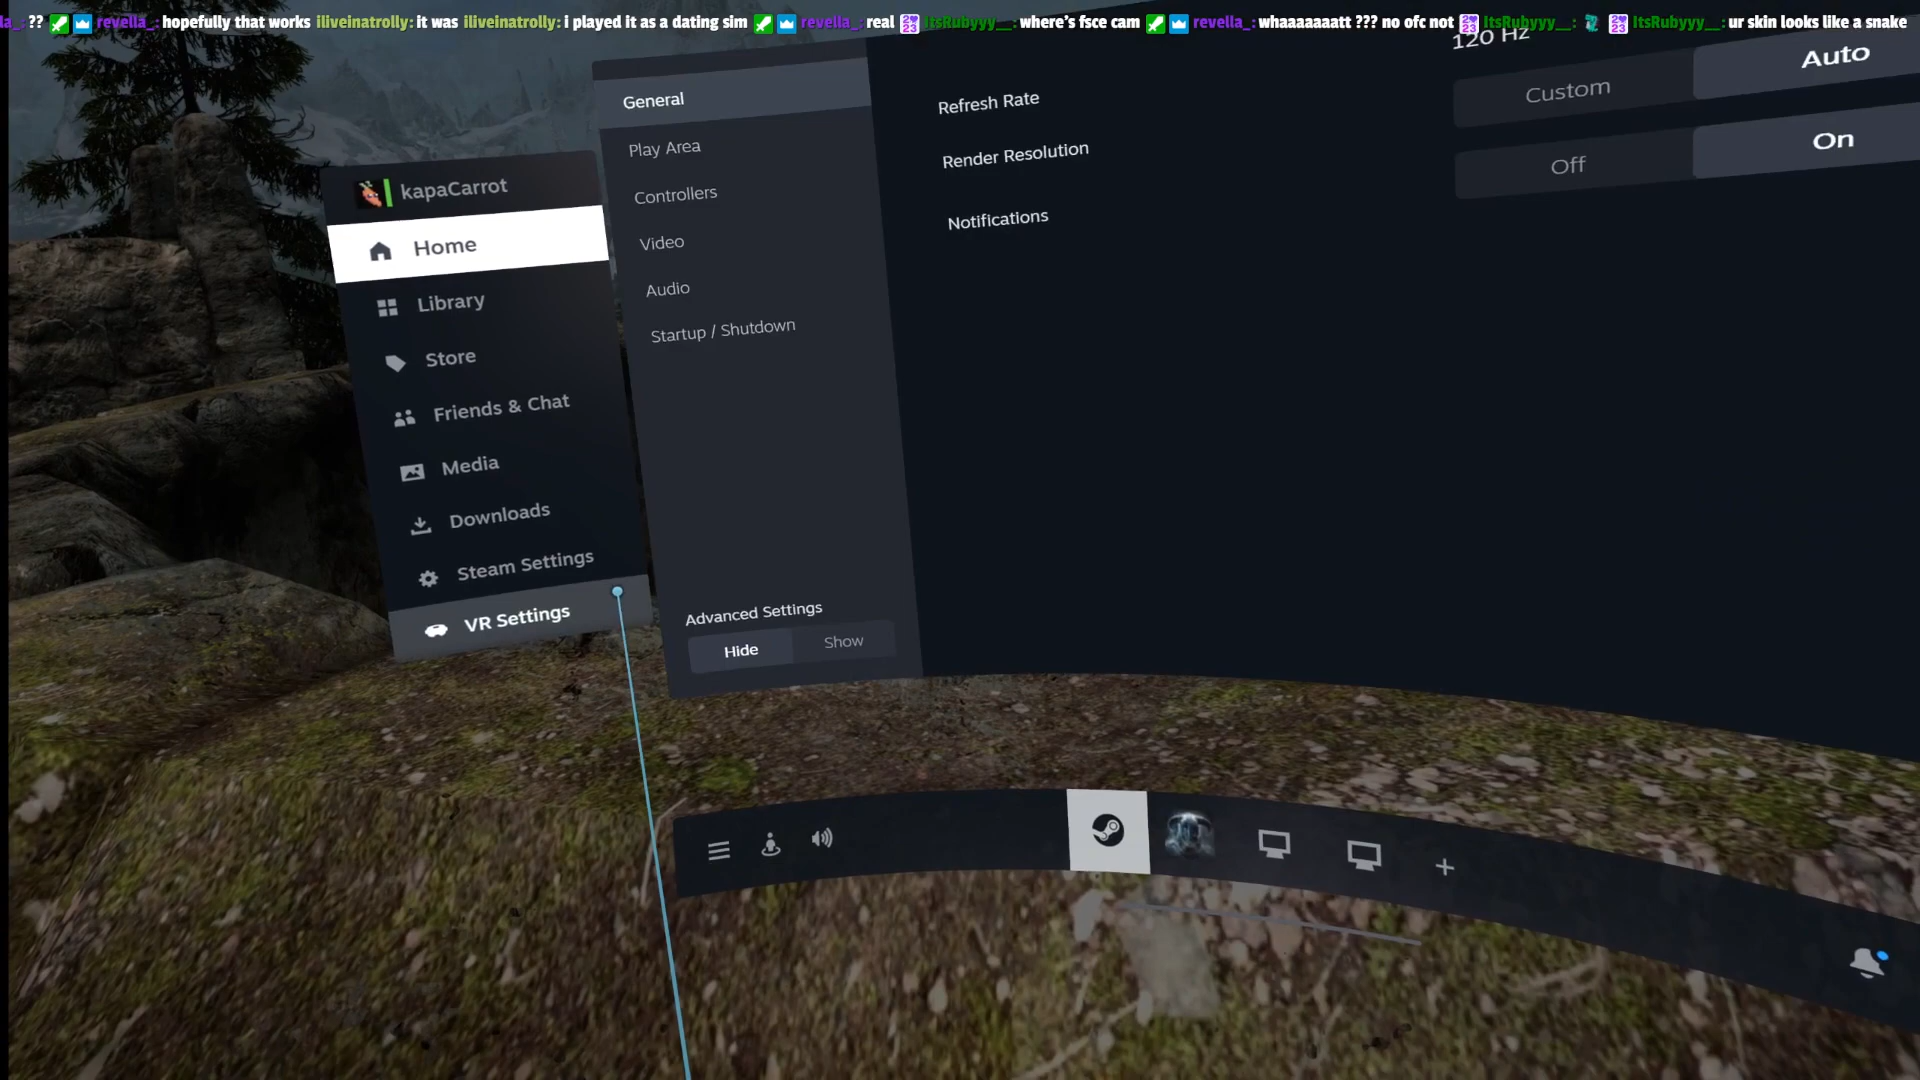 la_: ?? revella_: hopefully that works iliveinatrolly: it was iliveinatrolly: i played it as a dating sim revella_: real ItsRubyyy__: where's fsce cam revella_: whaaaaaaatt ??? no ofc not ItsRubyyy__: ItsRubyyy__: ur skin looks like a snake
kapaCarrot
Home
Library
Store
Friends & Chat
Media
Downloads
Steam Settings
VR Settings
General
Play Area
Controllers
Video
Audio
Startup / Shutdown
Advanced Settings
Hide Show
Refresh Rate 120 Hz
Render Resolution Custom Auto
Notifications Off On